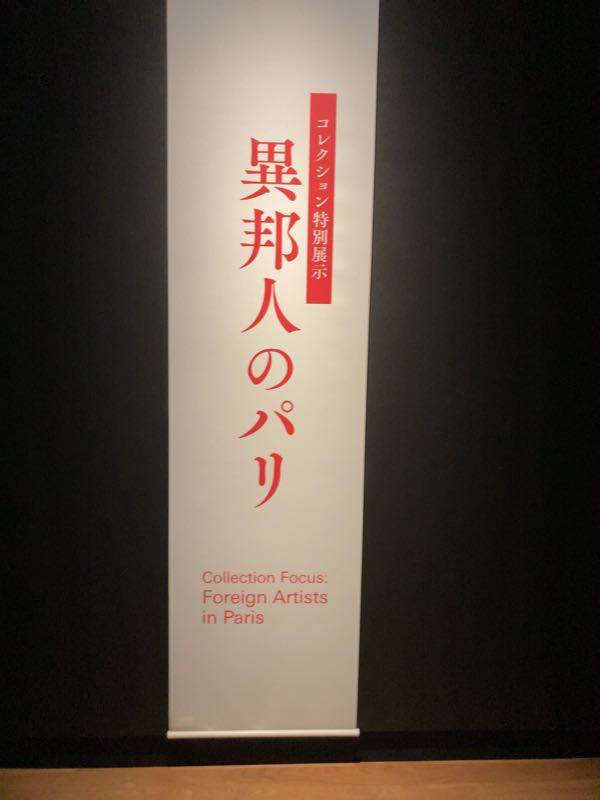 コレクション特別展示
異邦人のパリ
Collection Focus:
Foreign Artists
in Paris